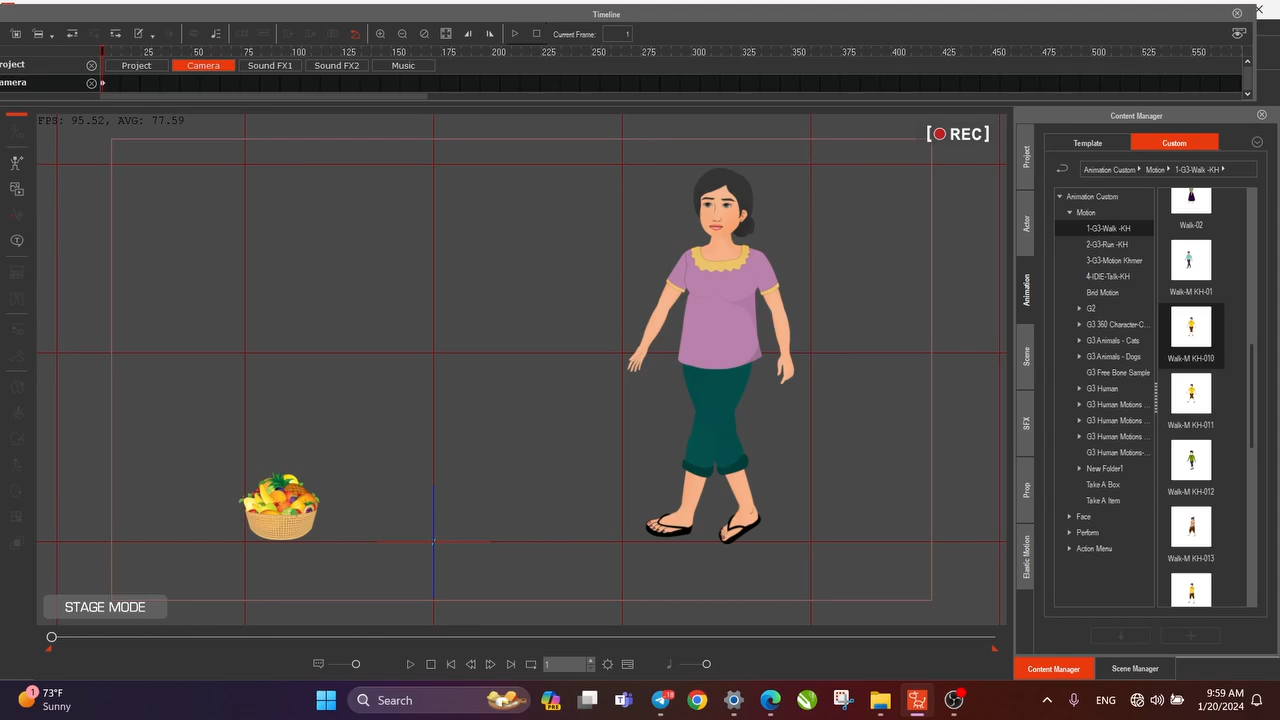 Timeline
Current Frame: 1
25 50 75 100 125 150 175 200 225 250 275 300 325 350 375 400 425 450 475 500 525 550
roject Project Camera Sound FX1 Sound FX2 Music
amera
FPS: 95.52, AVG: 77.59
[ REC]
STAGE MODE
1
Content Manager
Template Custom
Animation Custom Motion 1-G3-Walk -KH
Project
Actor
Animation
Scene
SFX
Prop
Elastic Motion
Animation Custom
Motion
1-G3-Walk -KH
2-G3-Run -KH
3-G3-Motion Khmer
4-IDIE-Talk-KH
Brid Motion
G2
G3 360 Character-C...
G3 Animals - Cats
G3 Animals - Dogs
G3 Free Bone Sample
G3 Human
G3 Human Motions ...
G3 Human Motions ...
G3 Human Motions ...
G3 Human Motions-...
New Folder1
Take A Box
Take A Item
Face
Perform
Action Menu
Walk-02
Walk-M KH-01
Walk-M KH-010
Walk-M KH-011
Walk-M KH-012
Walk-M KH-013
Content Manager Scene Manager
1
73°F
Sunny
Search
PRE
18
ENG
9:59 AM
1/20/2024